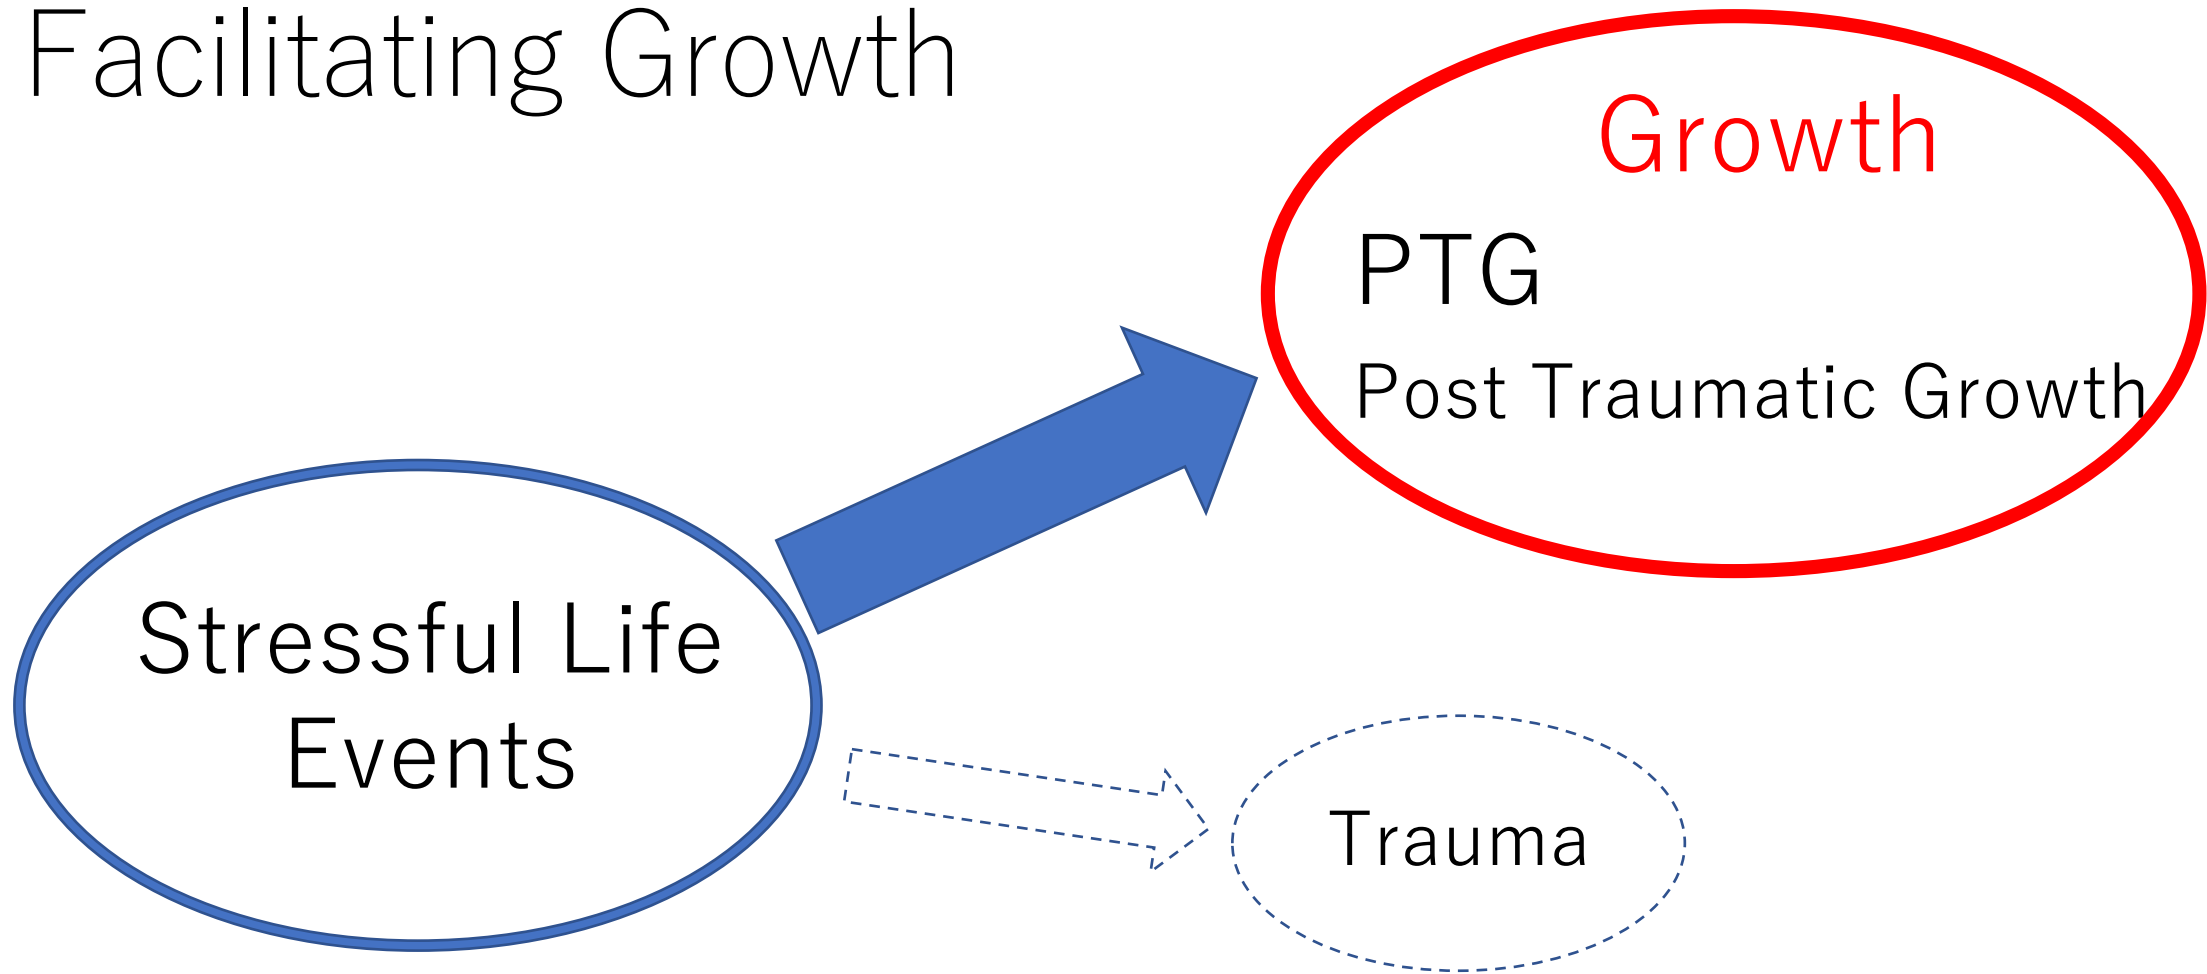 Facilitating Growth
Growth
PTG
Post Traumatic Growth
Stressful Life
Events
Trauma